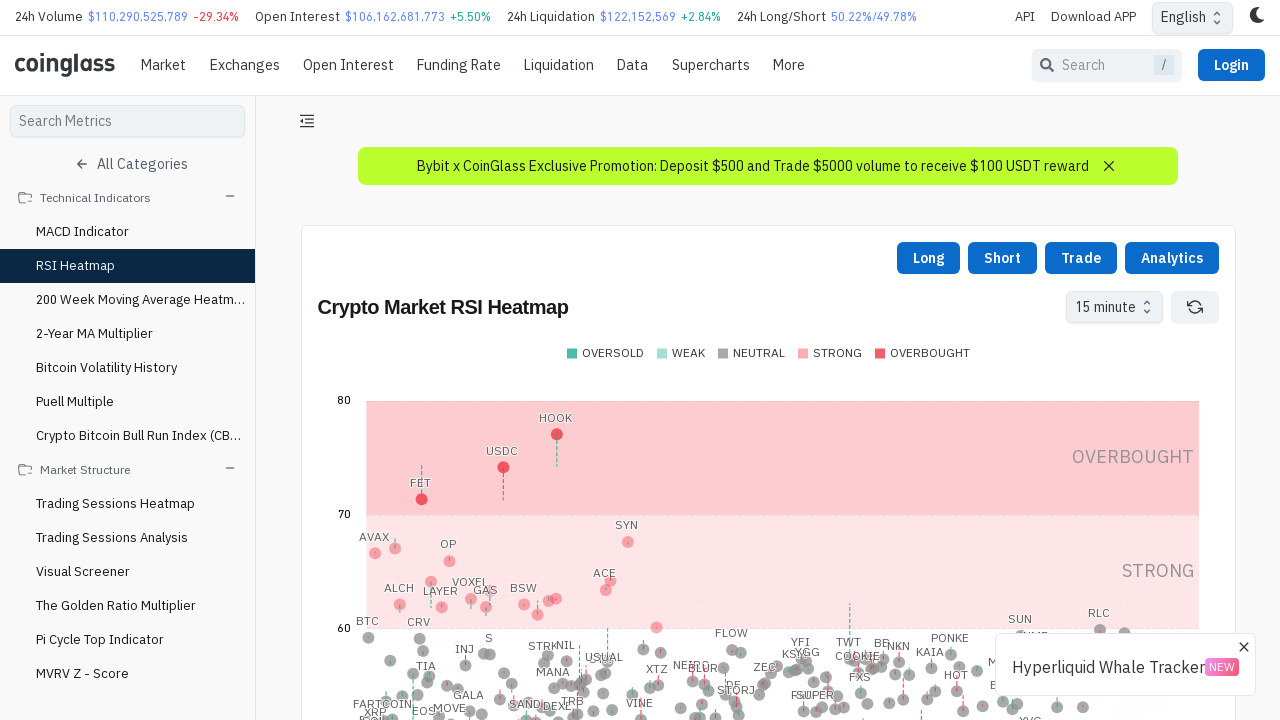 24h Volume $110,290,525,789 -29.34% Open Interest $106,162,681,773 +5.50% 24h Liquidation $122,152,569 +2.84% 24h Long/Short 50.22%/49.78% API Download APP English
coinglass Market Exchanges Open Interest Funding Rate Liquidation Data Supercharts More Search / Login
Search Metrics
All Categories
Technical Indicators
MACD Indicator
RSI Heatmap
200 Week Moving Average Heatm...
2-Year MA Multiplier
Bitcoin Volatility History
Puell Multiple
Crypto Bitcoin Bull Run Index (CB...
Market Structure
Trading Sessions Heatmap
Trading Sessions Analysis
Visual Screener
The Golden Ratio Multiplier
Pi Cycle Top Indicator
MVRV Z - Score
Bybit x CoinGlass Exclusive Promotion: Deposit $500 and Trade $5000 volume to receive $100 USDT reward
Long Short Trade Analytics
Crypto Market RSI Heatmap 15 minute
OVERSOLD WEAK NEUTRAL STRONG OVERBOUGHT
80
HOOK
USDC
OVERBOUGHT
FET
70
SYN
AVAX
OP
ACE
STRONG
ALCH
LAYER
VOXEL
GAS
BSW
60
BTC
CRV
SUN
RLC
S
FLOW
INJ
STRK
NIL
YFI
YGG
TWT
BE
NKN
PONKE
KAIA
USUAL
COOKIE
TIA
MANA
XTZ
BLUR
ZEC
FXS
HOT
GALA
STORJ
SUPER
FARTCOIN
EOS
MOVE
SAND
VINE
XRP
Hyperliquid Whale Tracker NEW